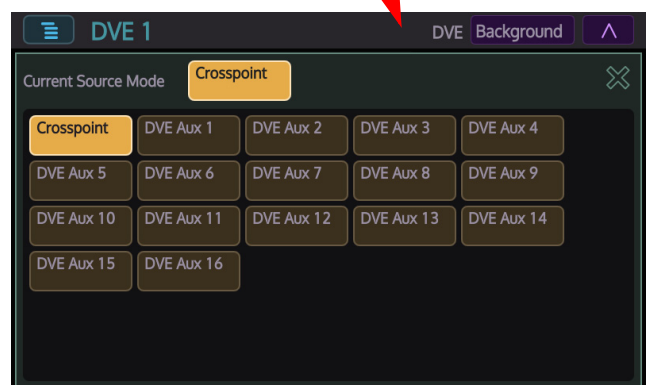 DVE 1 DVE Background
Current Source Mode Crosspoint
Crosspoint DVE Aux 1 DVE Aux 2 DVE Aux 3 DVE Aux 4
DVE Aux 5 DVE Aux 6 DVE Aux 7 DVE Aux 8 DVE Aux 9
DVE Aux 10 DVE Aux 11 DVE Aux 12 DVE Aux 13 DVE Aux 14
DVE Aux 15 DVE Aux 16